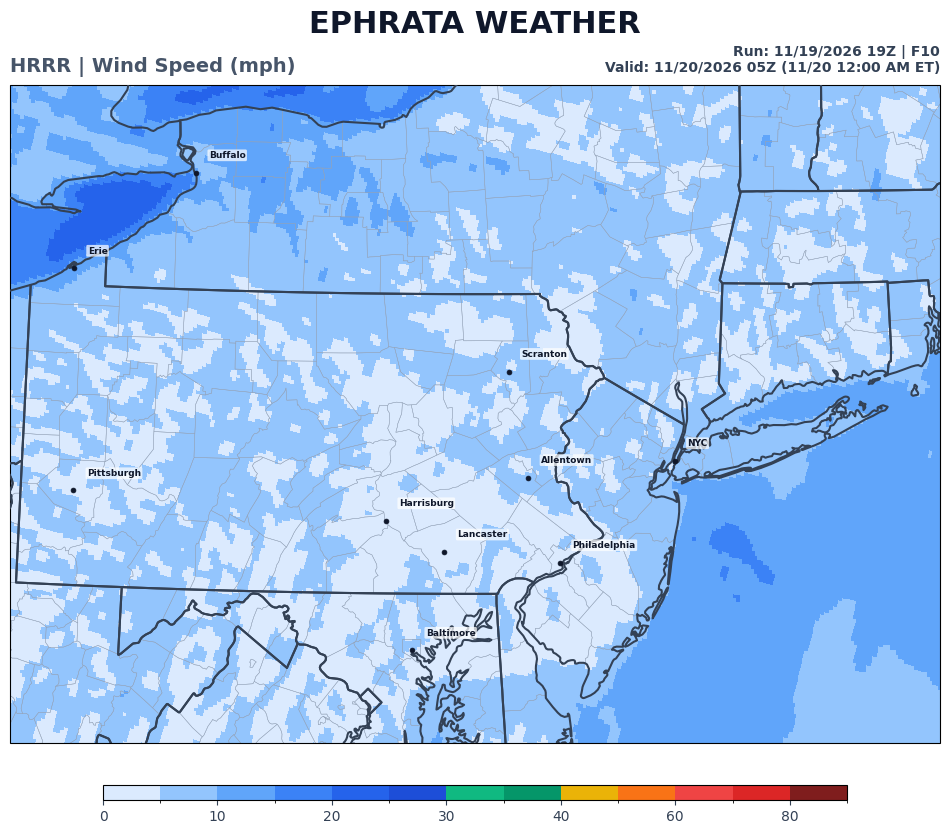 EPHRATA WEATHER
HRRR | Wind Speed (mph)
Run: 11/19/2026 19Z | F10
Valid: 11/20/2026 05Z (11/20 12:00 AM ET)
Buffalo
Erie
Scranton
NYC
Allentown
Pittsburgh
Harrisburg
Lancaster
Philadelphia
Baltimore
0 10 20 30 40 60 80